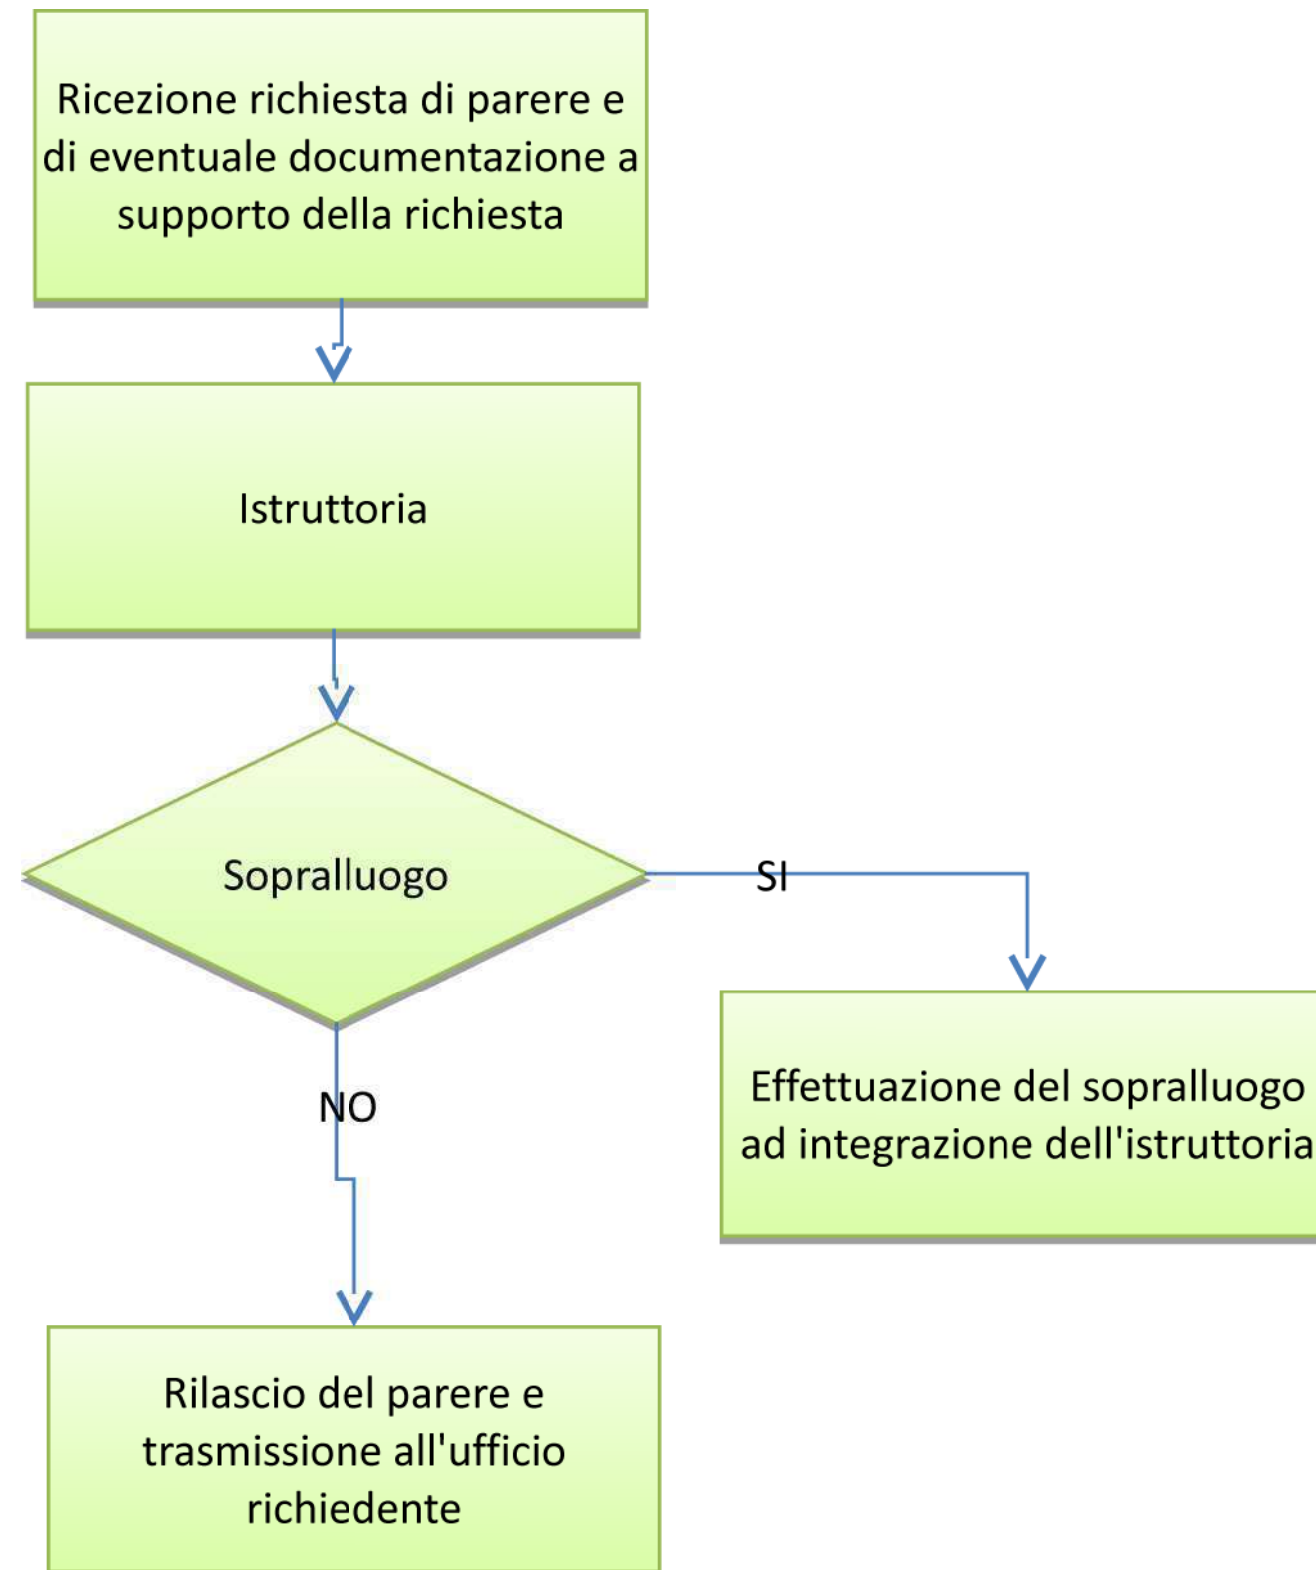 Ricezione richiesta di parere e
di eventuale documentazione a
supporto della richiesta
Istruttoria
Sopralluogo
SI
NO
Effettuazione del sopralluogo
ad integrazione dell'istruttoria
Rilascio del parere e
trasmissione all'ufficio
richiedente